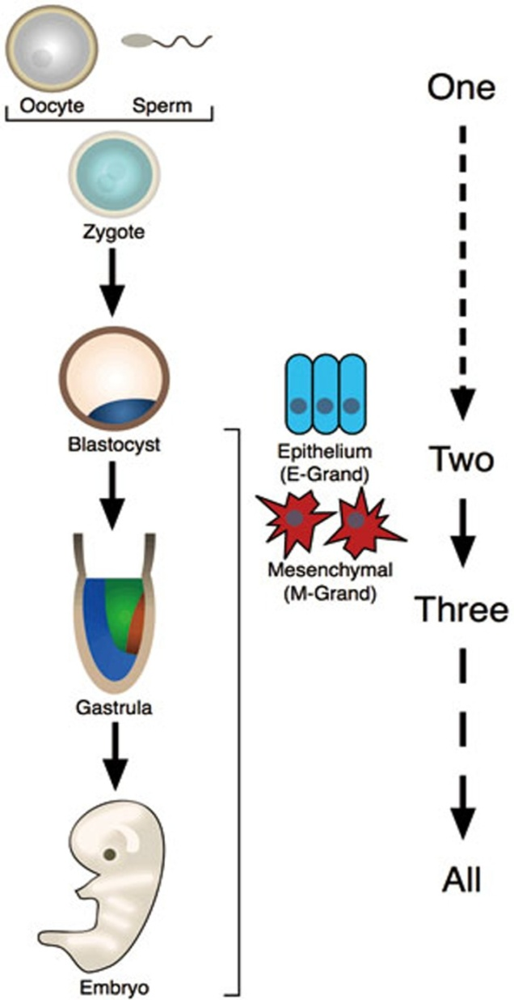 Oocyte
Sperm
Zygote
Blastocyst
Gastrula
Embryo
Epithelium
(E-Grand)
Mesenchymal
(M-Grand)
One
Two
Three
All